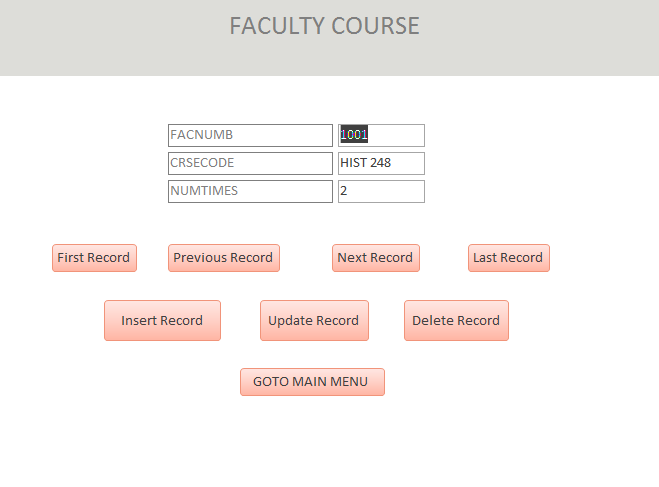 FACULTY COURSE
FACNUMB 1001
CRSECODE HIST 248
NUMTIMES 2
First Record Previous Record Next Record Last Record
Insert Record Update Record Delete Record
GOTO MAIN MENU